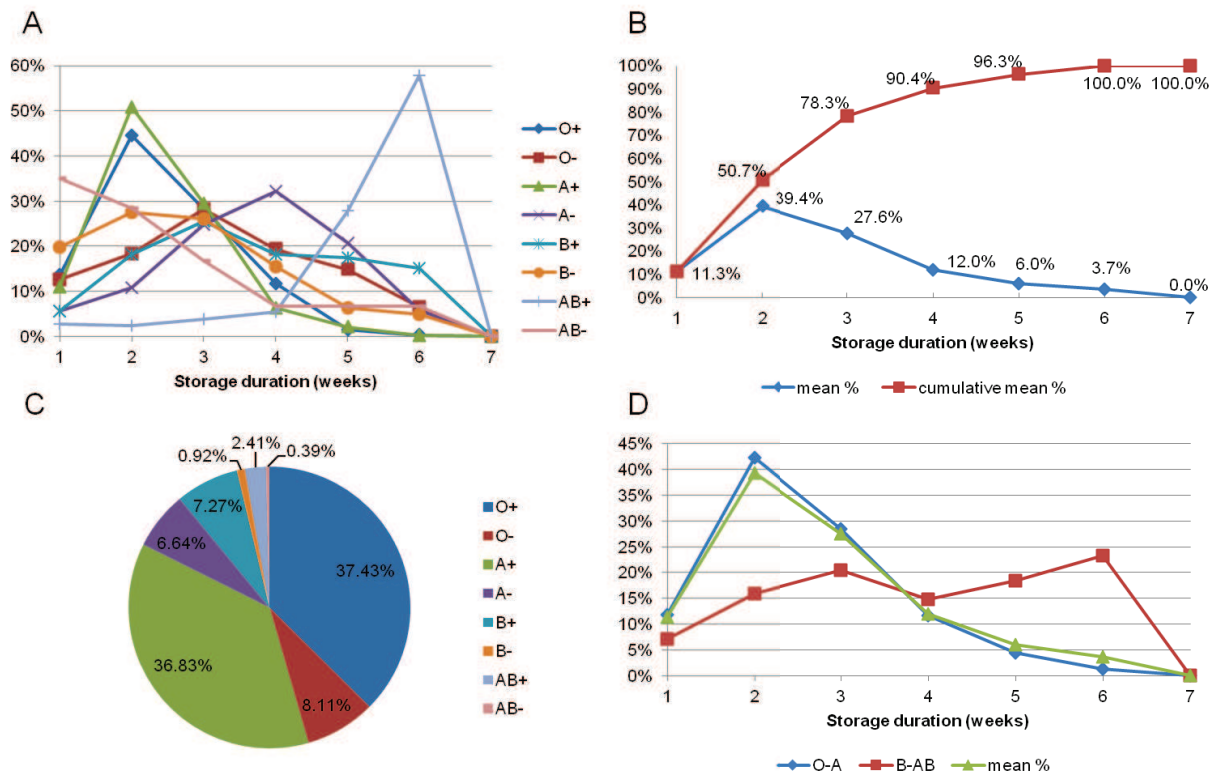 A
60%
50%
40%
30%
20%
10%
0%
1 2 3 4 5 6 7
Storage duration (weeks)
O+
O-
A+
A-
B+
B-
AB+
AB-
B
100%
90%
80%
70%
60%
50%
40%
30%
20%
10%
0%
11.3%
50.7%
39.4%
78.3%
27.6%
90.4%
12.0%
96.3%
6.0%
100.0%
3.7%
100.0%
0.0%
1 2 3 4 5 6 7
Storage duration (weeks)
mean % cumulative mean %
C
0.92%
2.41%
0.39%
7.27%
6.64%
37.43%
36.83%
8.11%
O+
O-
A+
A-
B+
B-
AB+
AB-
D
45%
40%
35%
30%
25%
20%
15%
10%
5%
0%
1 2 3 4 5 6 7
Storage duration (weeks)
O-A B-AB mean %